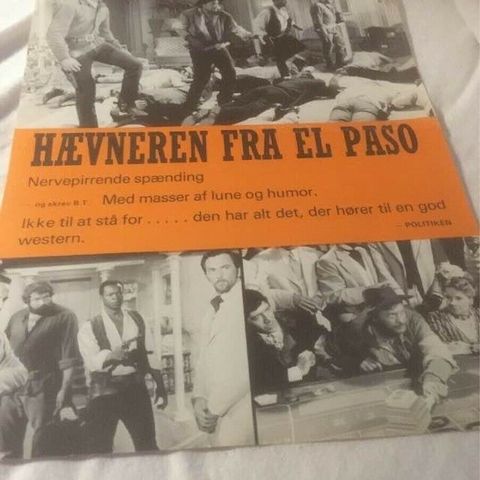 HÆVNEREN FRA EL PASO
Nervepirrende spænding
— og skrev B.T. Med masser af lune og humor.
Ikke til at stå for ..... den har alt det, der hører til en god
western. — POLITIKEN